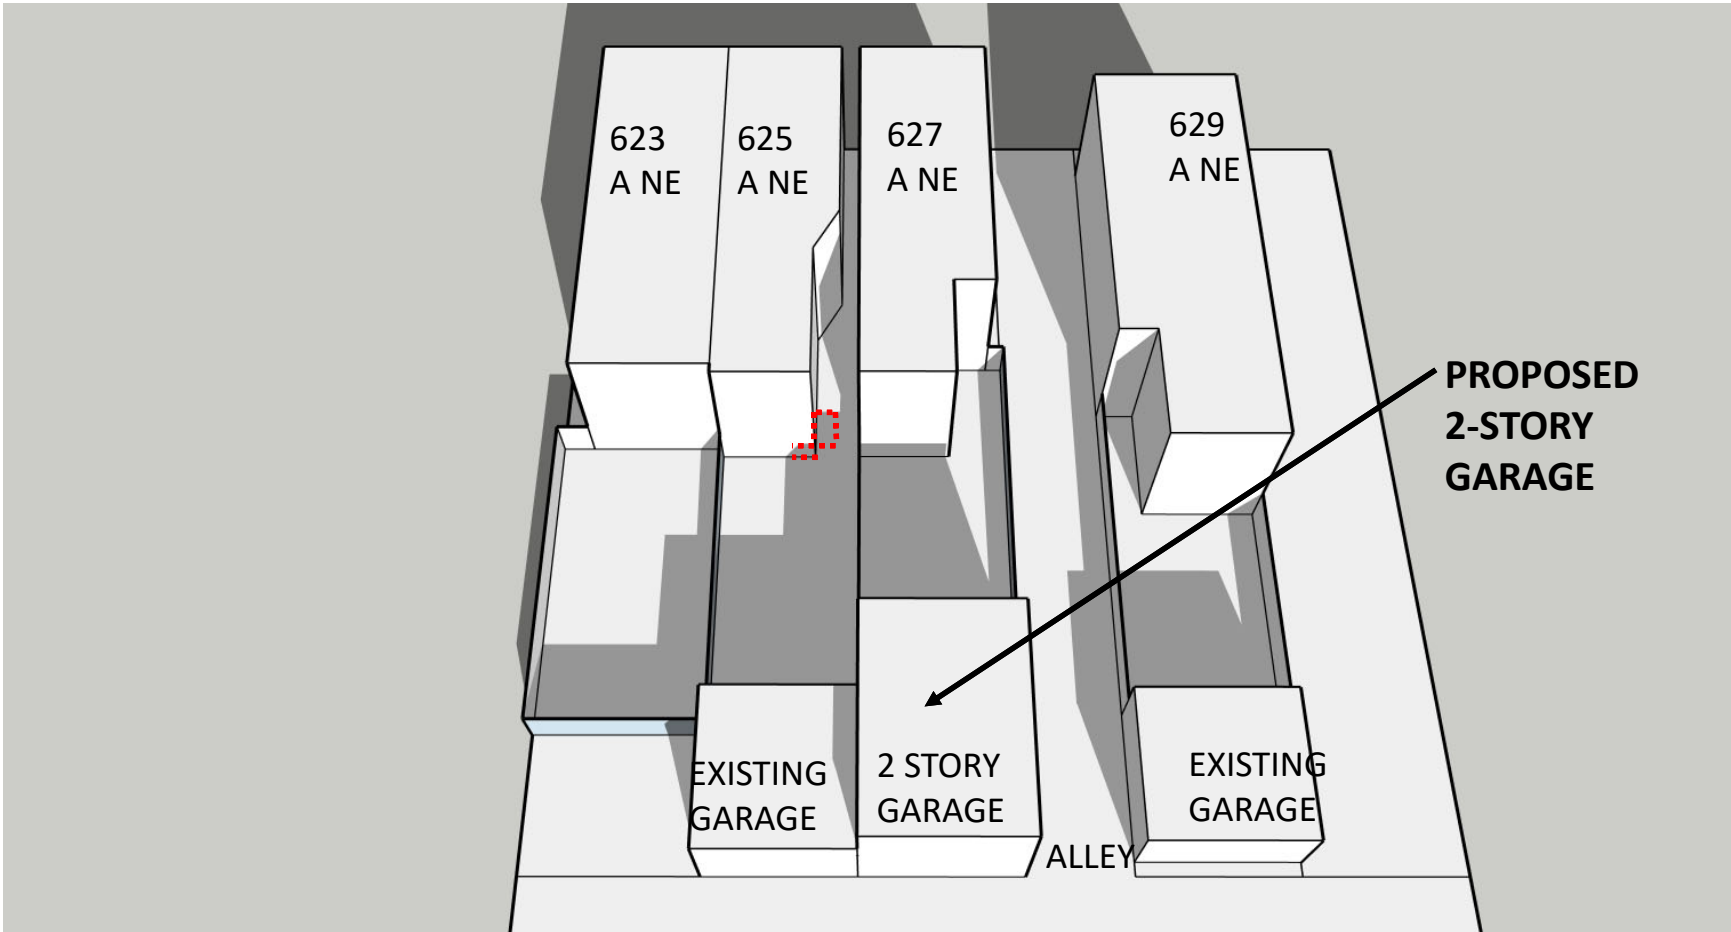 623
A NE
625
A NE
627
A NE
629
A NE
PROPOSED
2-STORY
GARAGE
EXISTING
GARAGE
2 STORY
GARAGE
EXISTING
GARAGE
ALLEY